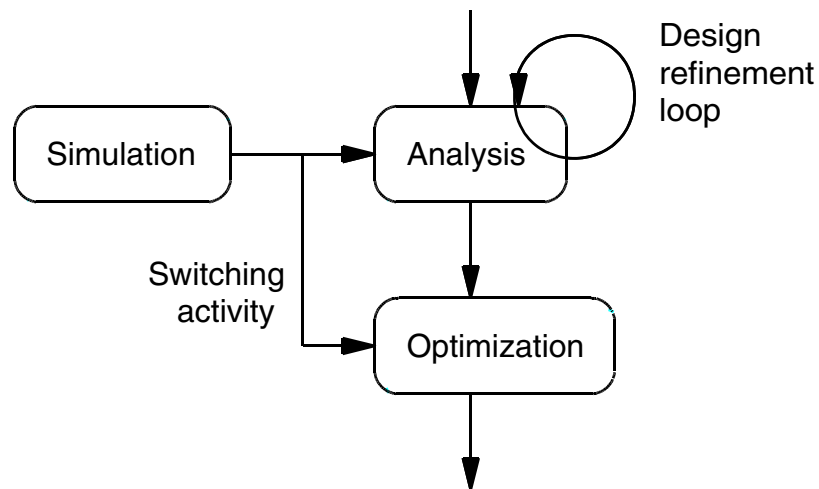 Design
refinement
loop
Simulation
Analysis
Switching
activity
Optimization